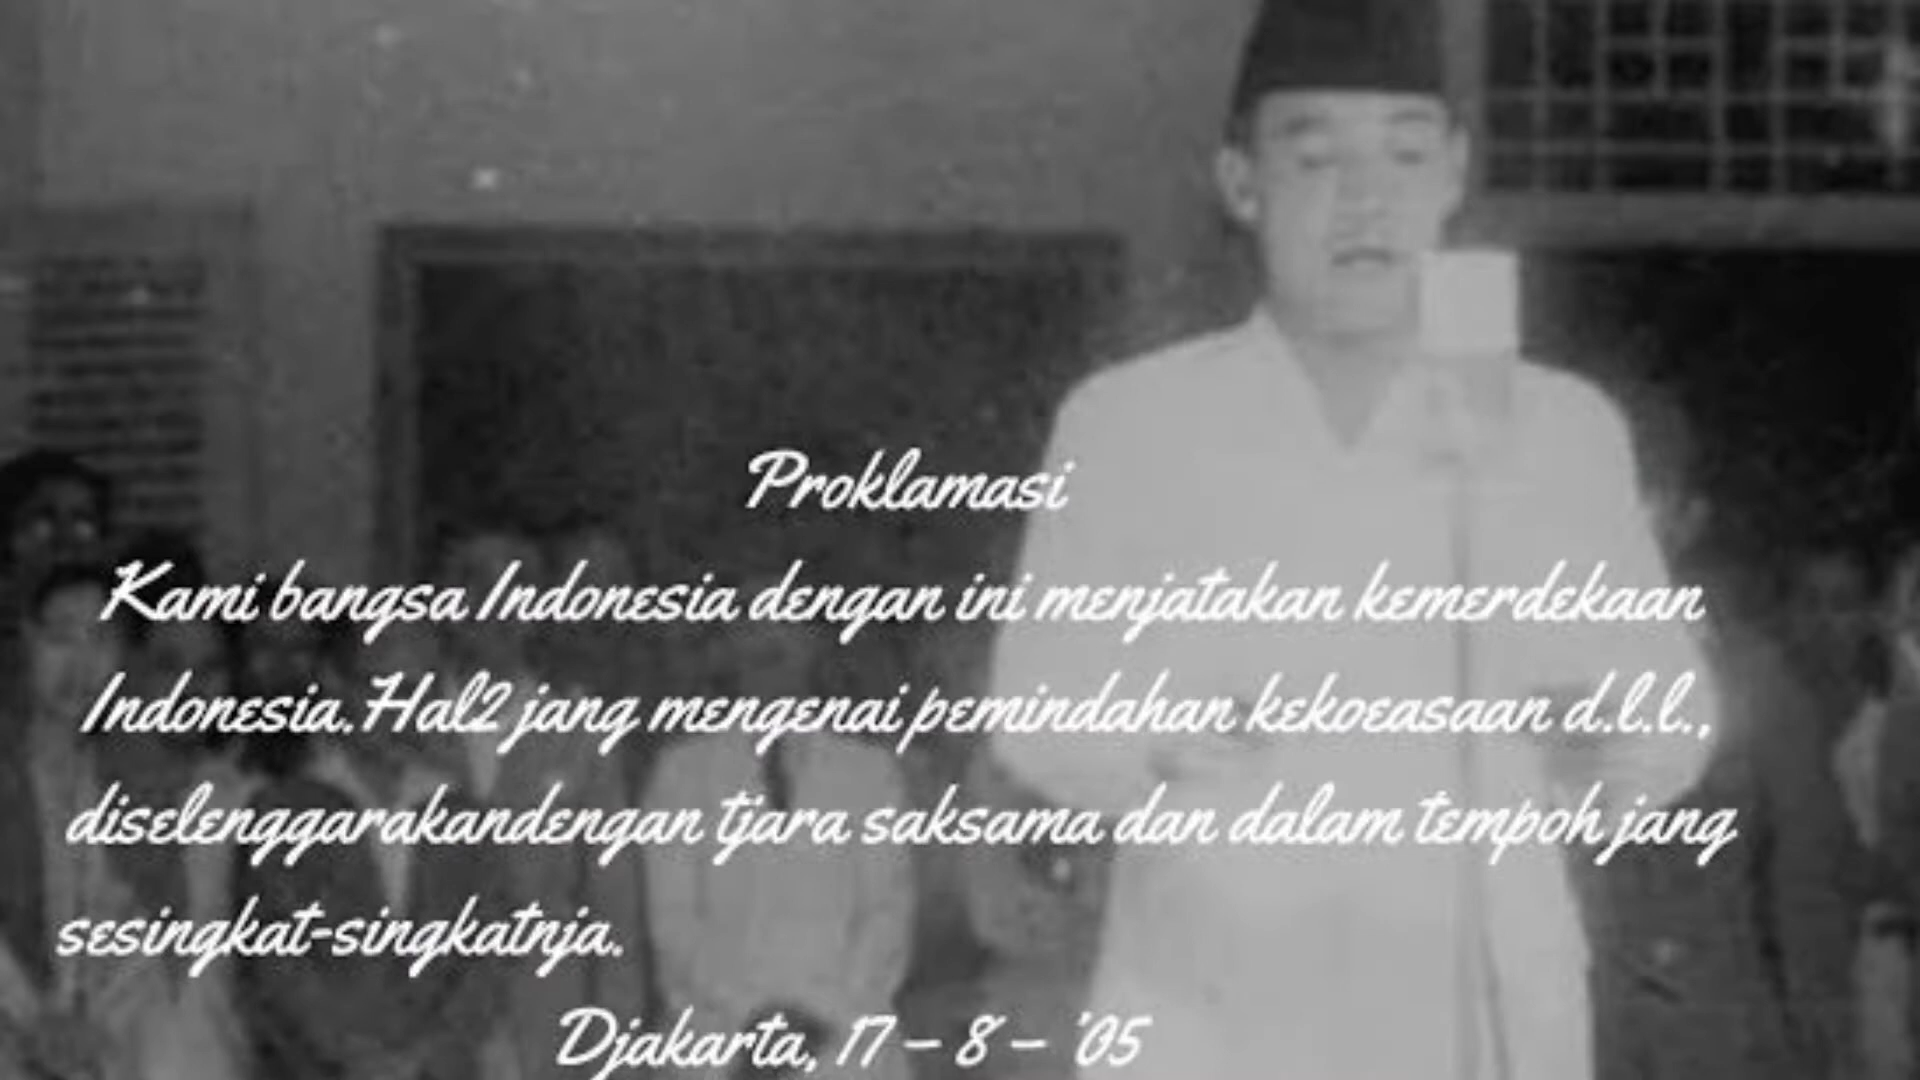 Proklamasi
Kami bangsa Indonesia dengan ini menjatakan kemerdekaan
Indonesia.Hal2 jang mengenai pemindahan kekoeasaan d.l.l.,
diselenggarakandengan tjara saksama dan dalam tempoh jang
sesingkat-singkatnja.
Djakarta, 17 – 8 – '05